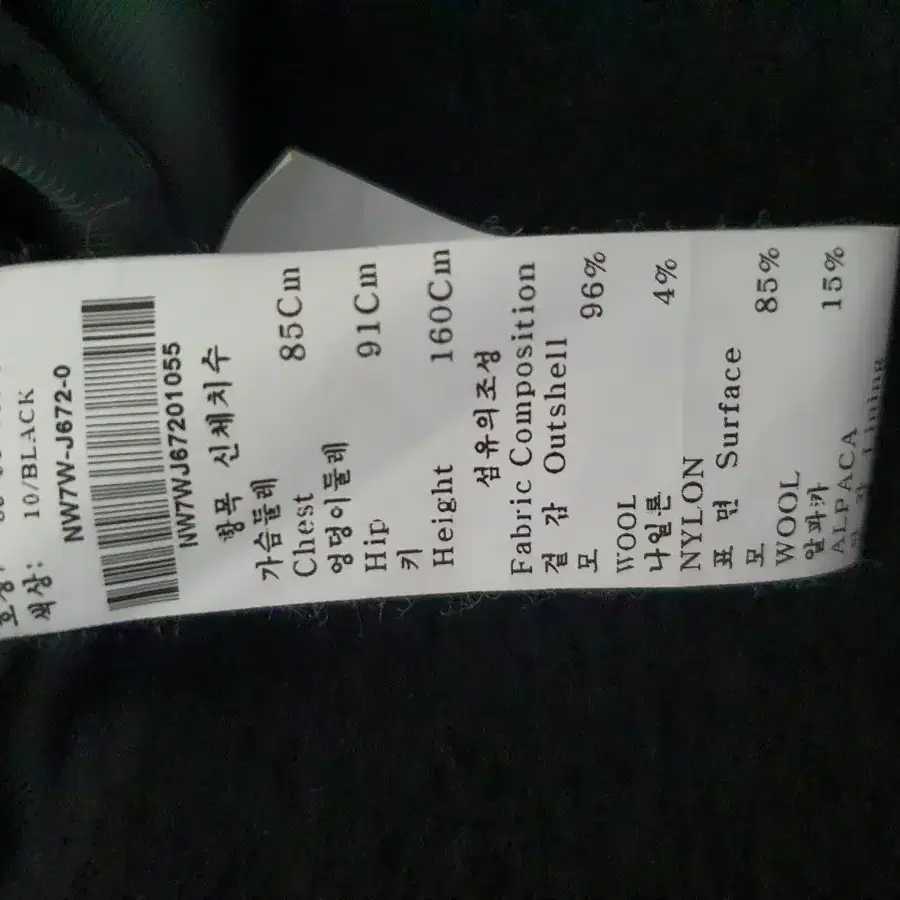 색상: 10/BLACK
NW7W-J672-0
NW7WJ67201055
항목 신체치수
가슴둘레
Chest 85Cm
엉덩이둘레
Hip 91Cm
키
Height 160Cm
섬유의조성
Fabric Composition
겉 감 Outshell
모 96%
WOOL
나일론 4%
NYLON
표 면 Surface
모 85%
WOOL
알파카 15%
ALPACA
Lining